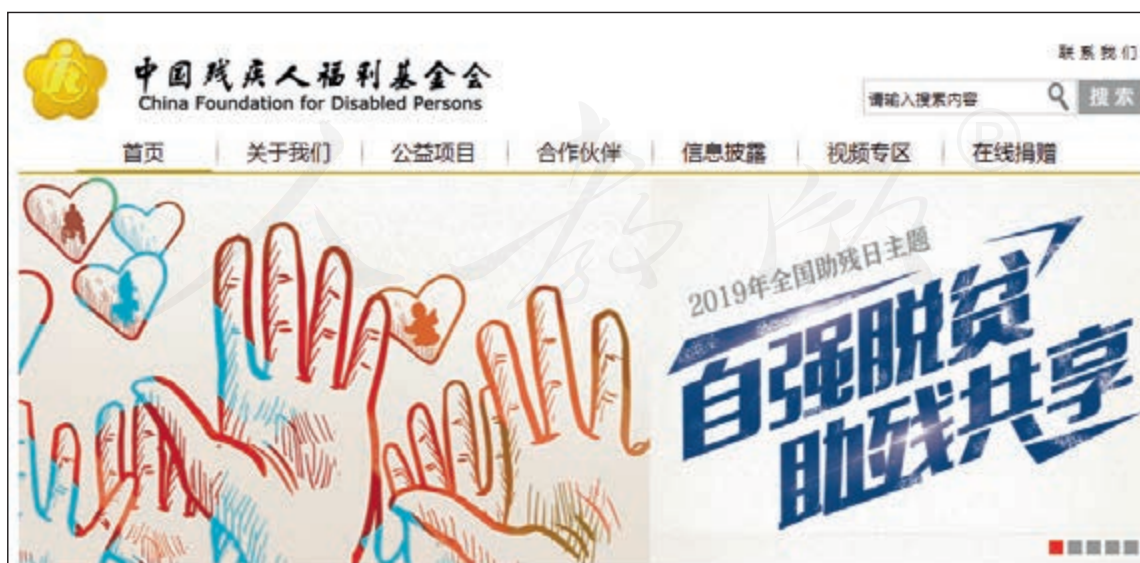 中国残疾人福利基金会
China Foundation for Disabled Persons
联系我们
请输入搜索内容
搜索
首页 关于我们 公益项目 合作伙伴 信息披露 视频专区 在线捐赠
2019年全国助残日主题
自强脱贫
助残共享
人教版®